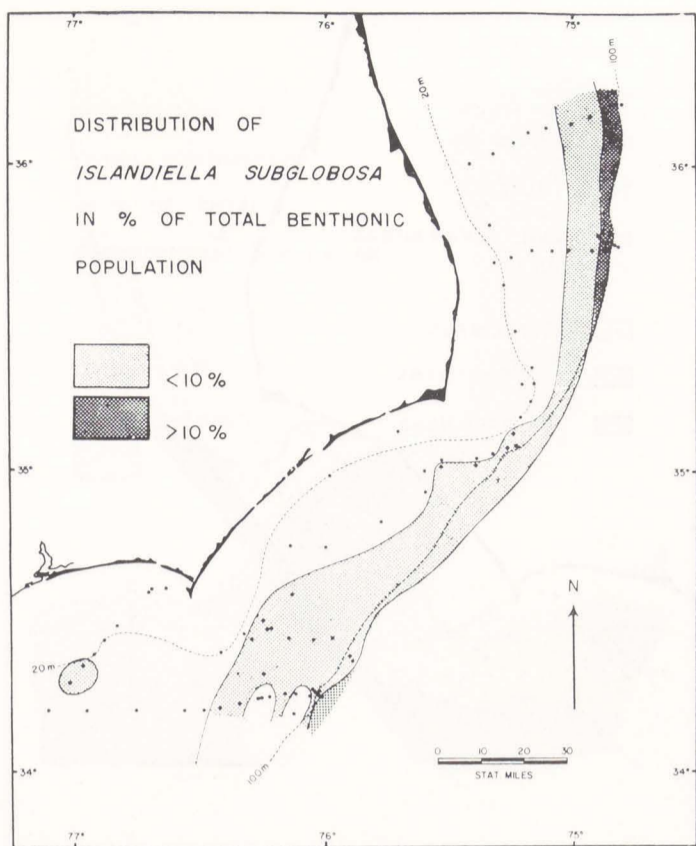 77°
76°
75°
20m
100m
DISTRIBUTION OF
ISLANDIELLA SUBGLOBOSA
IN % OF TOTAL BENTHONIC
POPULATION
36°
36°
<10%
>10%
35°
35°
N
20m
100m
0 10 20 30
STAT. MILES
34°
34°
77°
76°
75°